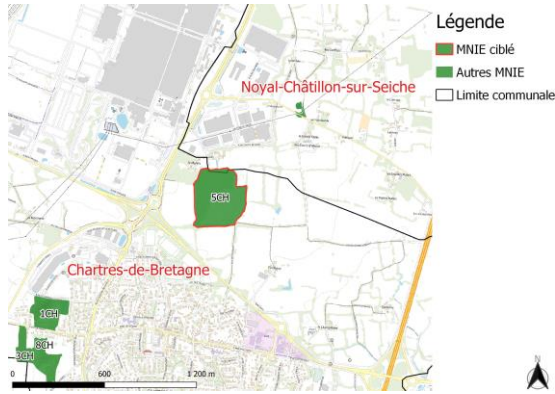 Légende
MNIE ciblé
Autres MNIE
Limite communale
Noyal-Châtillon-sur-Seiche
5CH
Chartres-de-Bretagne
1CH
8CH
3CH
0 600 1 200 m
N